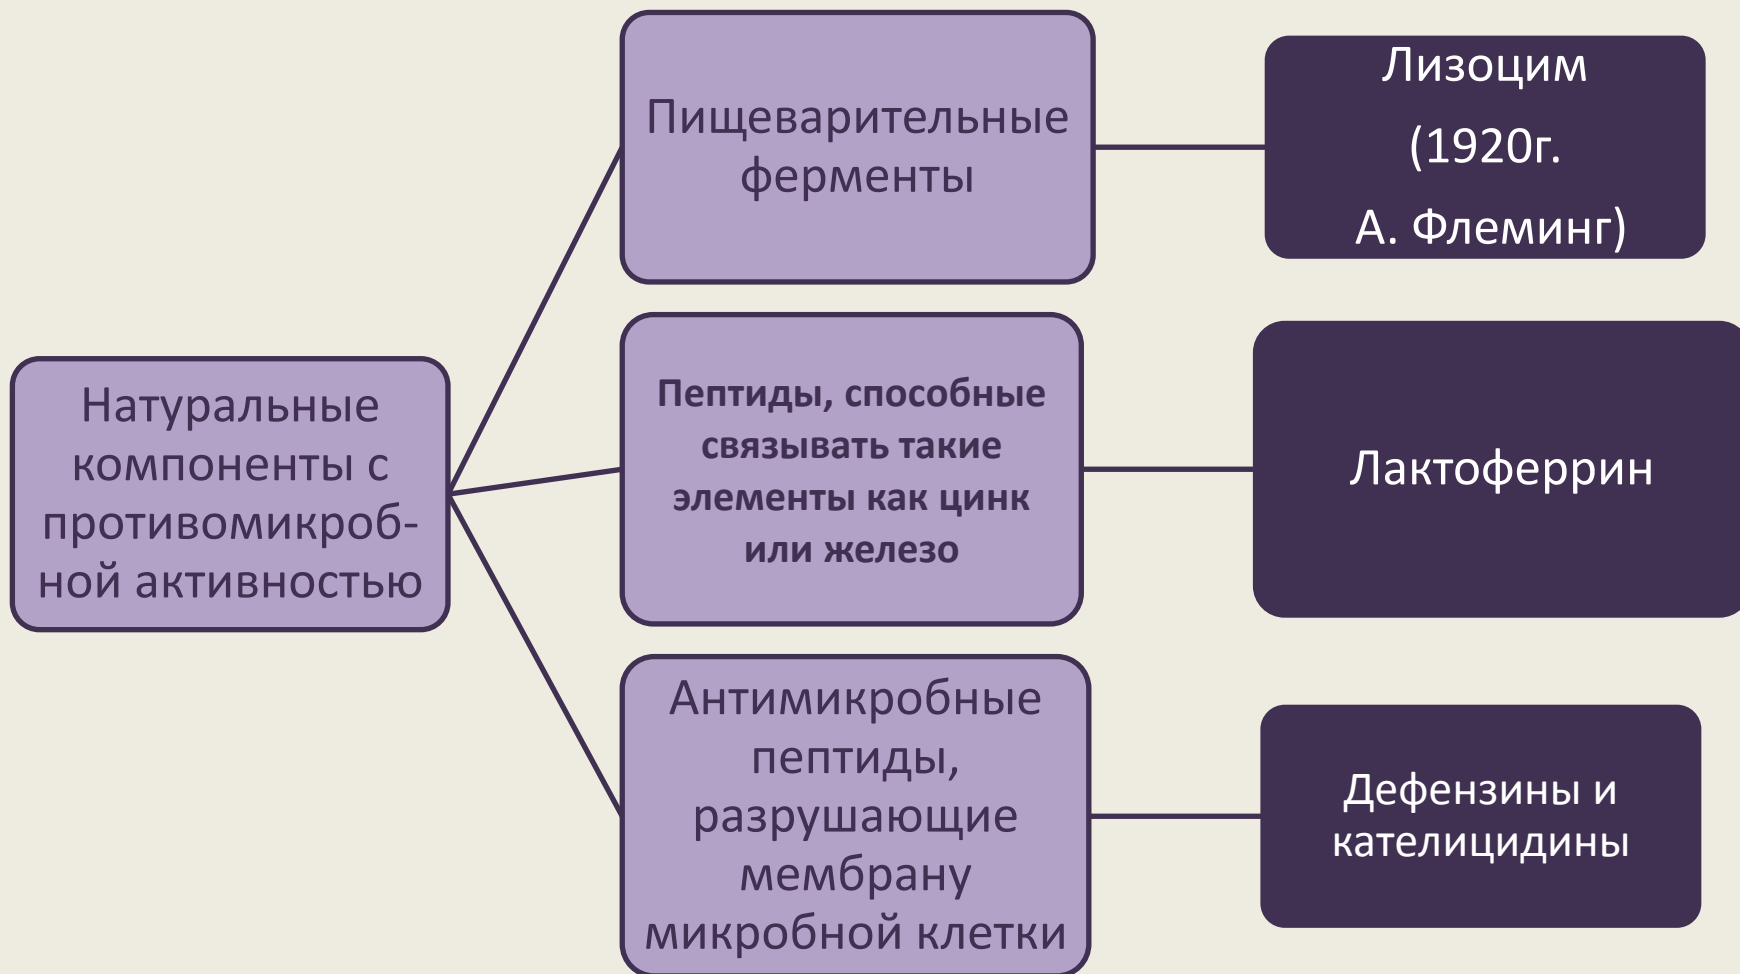 Натуральные
компоненты с
противомикроб-
ной активностью
Пищеварительные
ферменты
Лизоцим
(1920г.
А. Флеминг)
Пептиды, способные
связывать такие
элементы как цинк
или железо
Лактоферрин
Антимикробные
пептиды,
разрушающие
мембрану
микробной клетки
Дефензины и
кателицидины